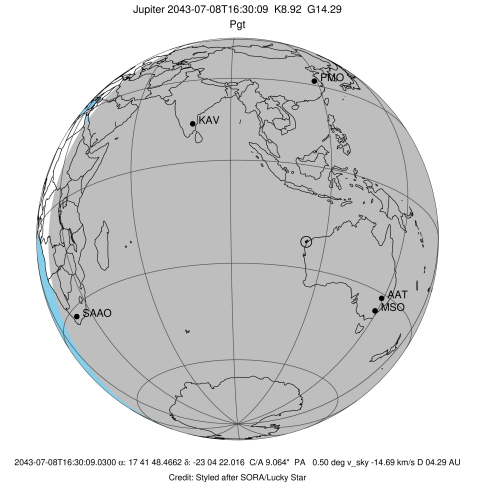 Jupiter 2043-07-08T16:30:09 K8.92 G14.29
Pgt
PMO
KAV
AAT
MSO
SAAO
2043-07-08T16:30:09.0300 α: 17 41 48.4662 δ: -23 04 22.016 C/A 9.064" PA 0.50 deg v_sky -14.69 km/s D 04.29 AU
Credit: Styled after SORA/Lucky Star